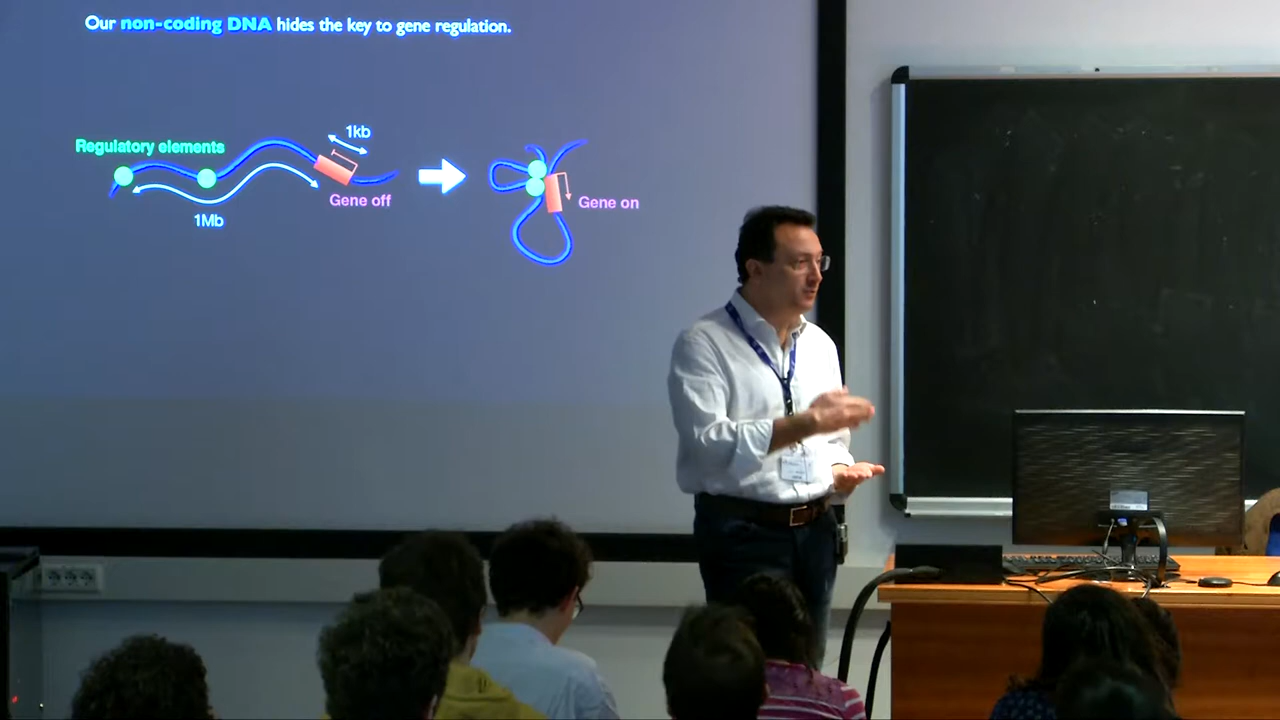 Our non-coding DNA hides the key to gene regulation.
Regulatory elements
1kb
Gene off
1Mb
Gene on